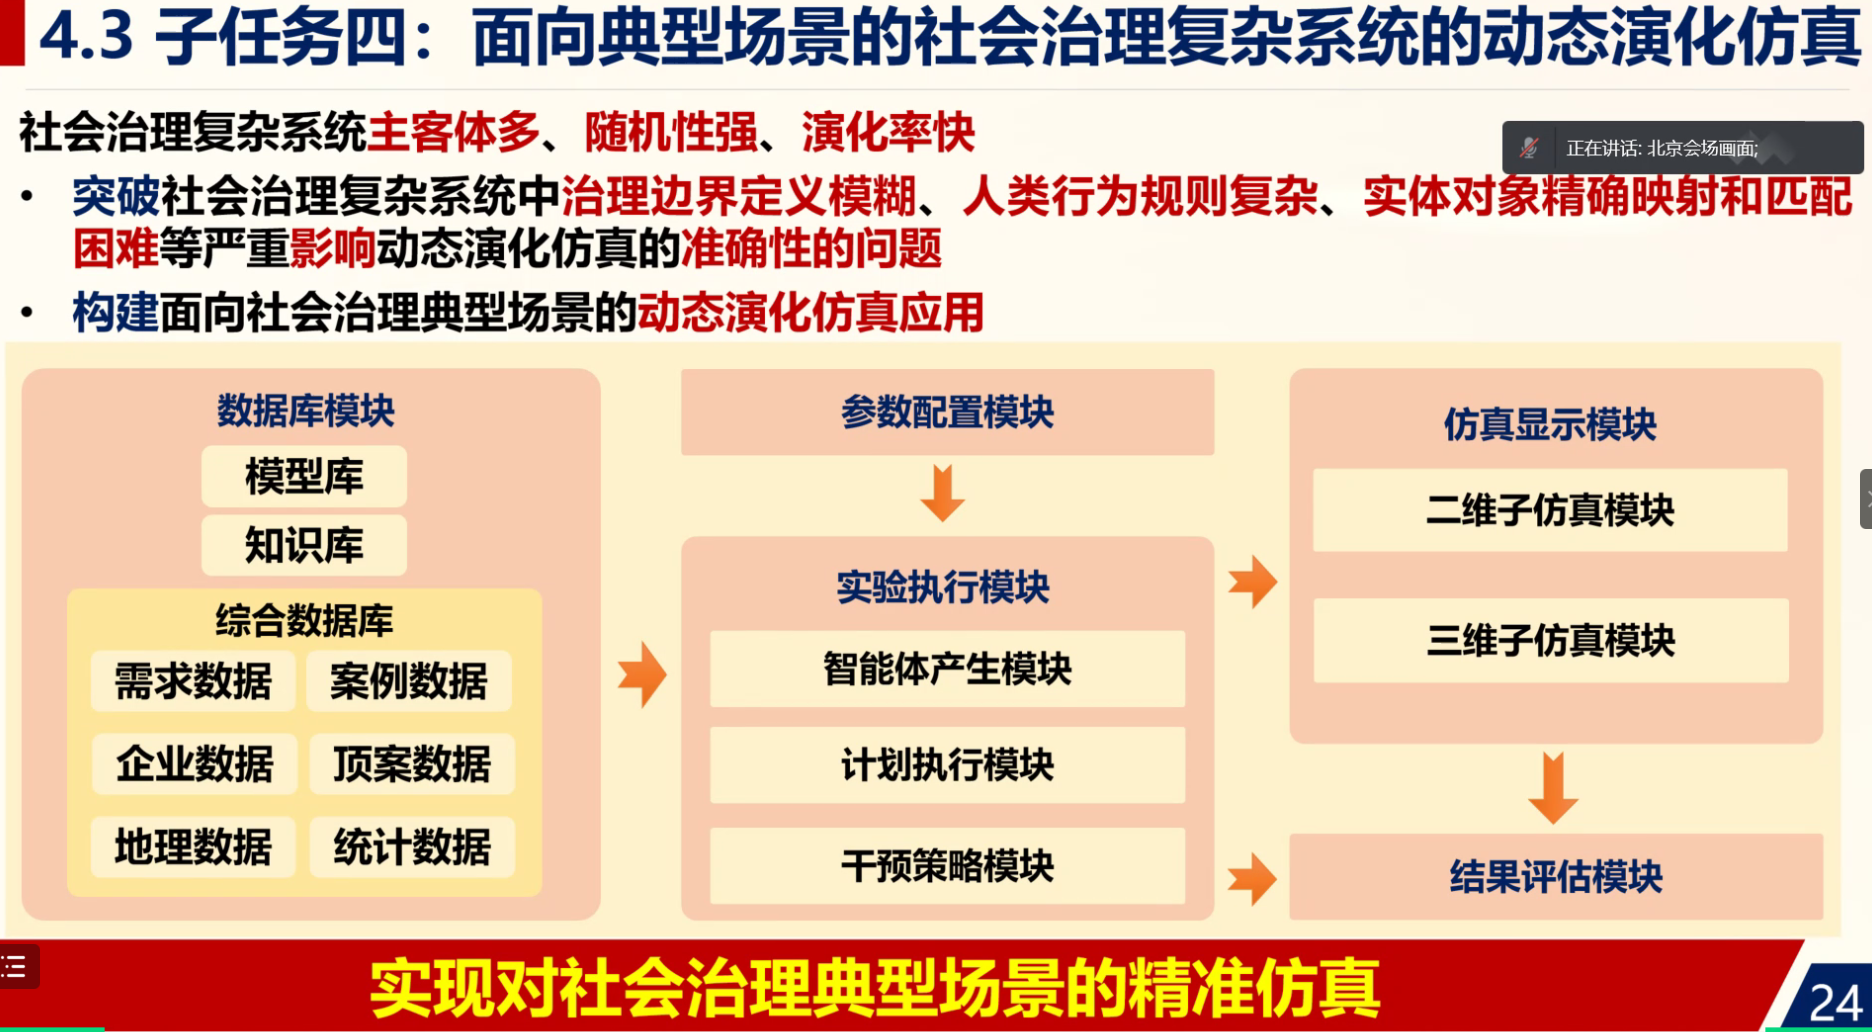 4.3 子任务四：面向典型场景的社会治理复杂系统的动态演化仿真
社会治理复杂系统主客体多、随机性强、演化率快
正在讲话: 北京会场画面;
• 突破社会治理复杂系统中治理边界定义模糊、人类行为规则复杂、实体对象精确映射和匹配
困难等严重影响动态演化仿真的准确性的问题
• 构建面向社会治理典型场景的动态演化仿真应用
数据库模块
模型库
知识库
综合数据库
需求数据 案例数据
企业数据 顶案数据
地理数据 统计数据
参数配置模块
实验执行模块
智能体产生模块
计划执行模块
干预策略模块
仿真显示模块
二维子仿真模块
三维子仿真模块
结果评估模块
实现对社会治理典型场景的精准仿真
24